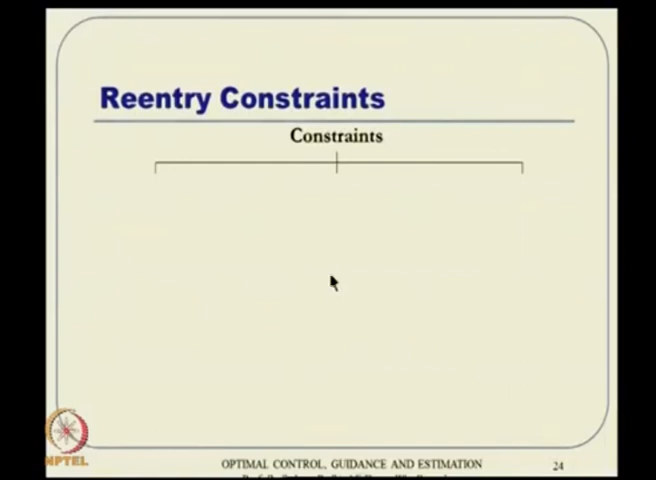 Reentry Constraints
Constraints
NPTEL
OPTIMAL CONTROL, GUIDANCE AND ESTIMATION
24